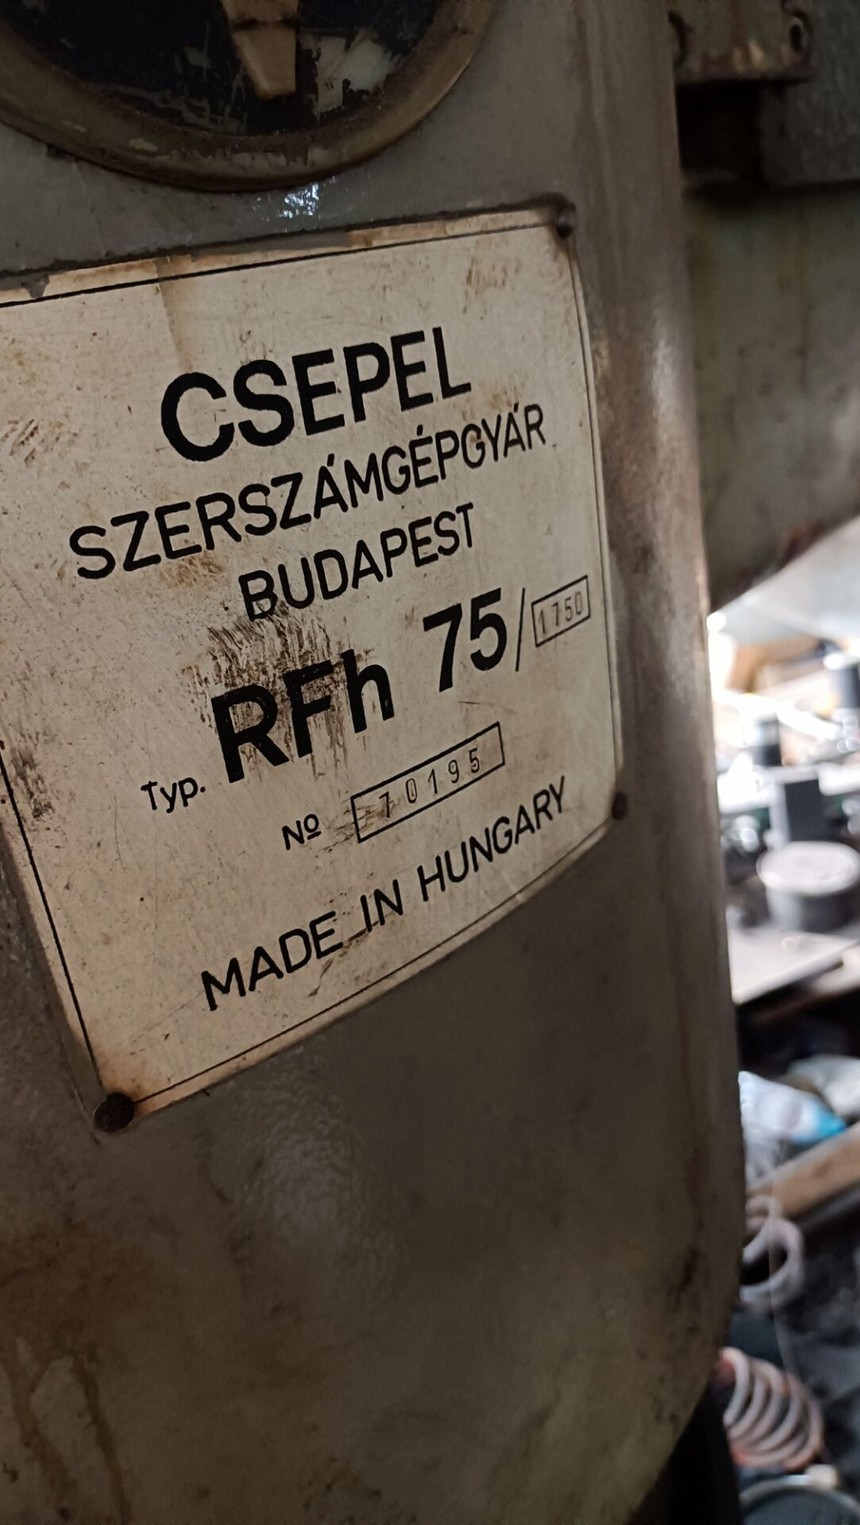 CSEPEL
SZERSZÁMGÉPGYÁR
BUDAPEST
Typ. RFh 75/1750
Nº 70195
MADE IN HUNGARY